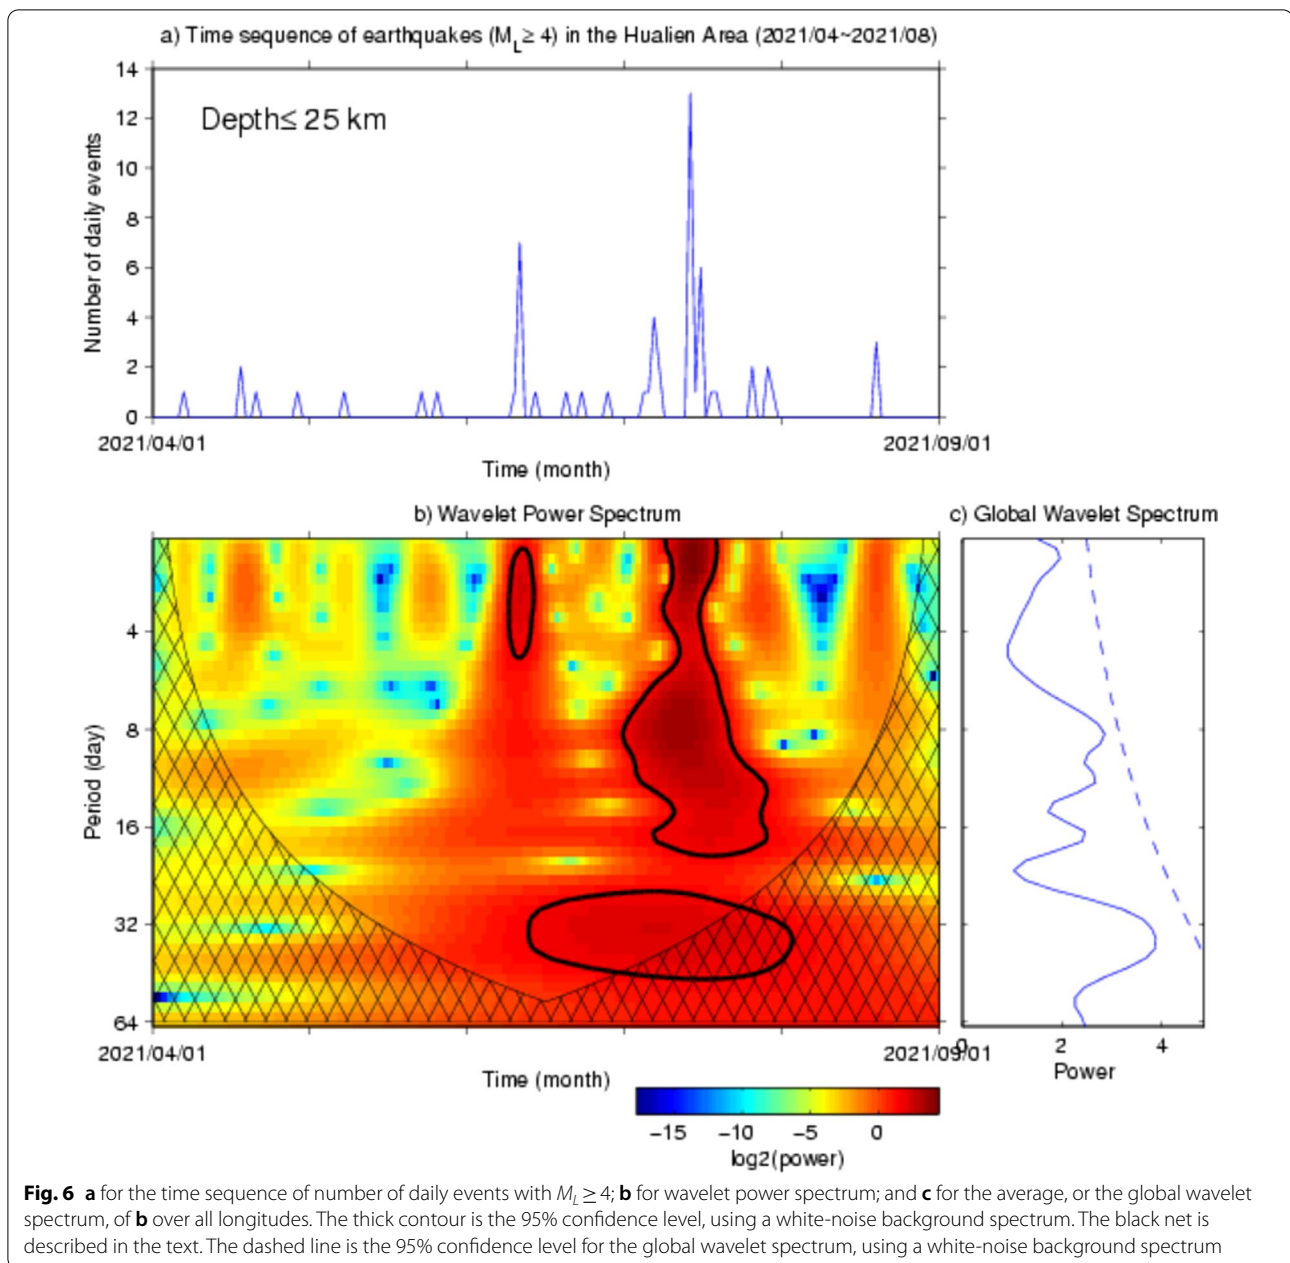 a) Time sequence of earthquakes (M_L≥ 4) in the Hualien Area (2021/04~2021/08)
14
12
10
8
6
4
2
0
Number of daily events
Depth≤ 25 km
2021/04/01
2021/09/01
Time (month)
b) Wavelet Power Spectrum
4
8
16
32
64
Period (day)
2021/04/01
2021/09/01
Time (month)
c) Global Wavelet Spectrum
0
2
4
Power
−15
−10
−5
0
log2(power)
Fig. 6 a for the time sequence of number of daily events with M_L ≥ 4; b for wavelet power spectrum; and c for the average, or the global wavelet
spectrum, of b over all longitudes. The thick contour is the 95% confidence level, using a white-noise background spectrum. The black net is
described in the text. The dashed line is the 95% confidence level for the global wavelet spectrum, using a white-noise background spectrum